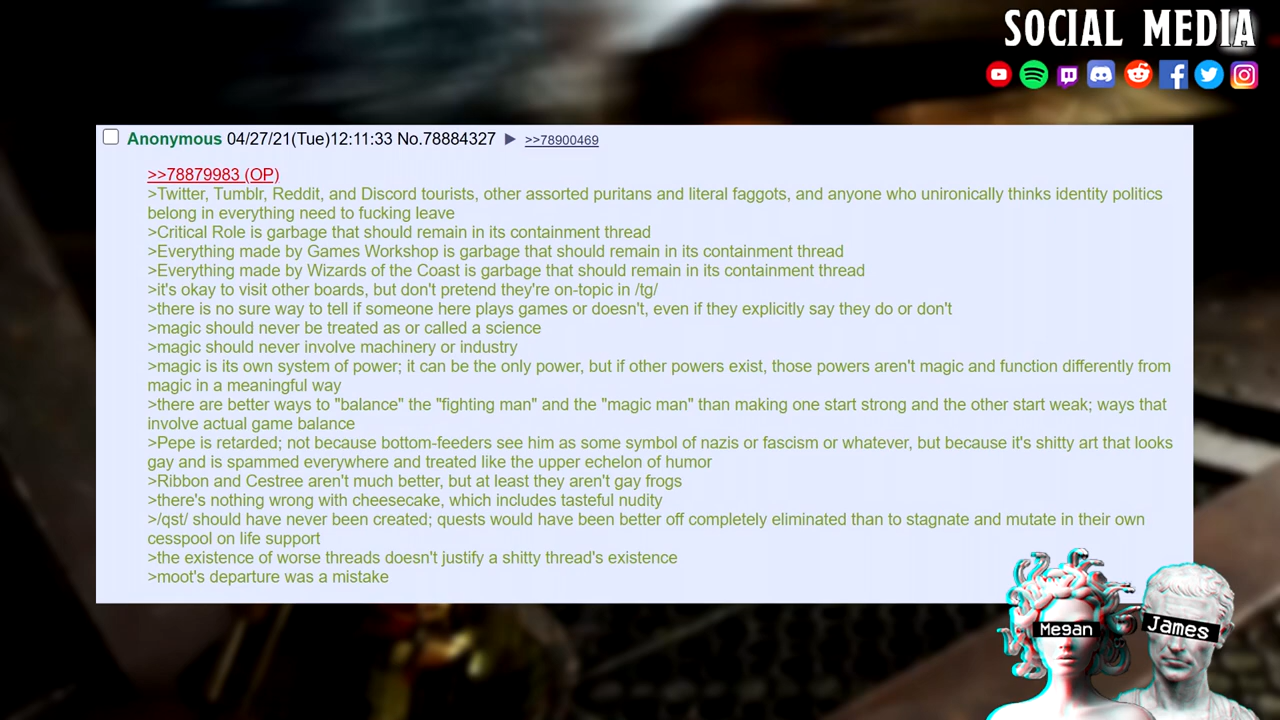 SOCIAL MEDIA
Anonymous 04/27/21(Tue)12:11:33 No.78884327 ▶ >>78900469
>>78879983 (OP)
>Twitter, Tumblr, Reddit, and Discord tourists, other assorted puritans and literal faggots, and anyone who unironically thinks identity politics
belong in everything need to fucking leave
>Critical Role is garbage that should remain in its containment thread
>Everything made by Games Workshop is garbage that should remain in its containment thread
>Everything made by Wizards of the Coast is garbage that should remain in its containment thread
>it's okay to visit other boards, but don't pretend they're on-topic in /tg/
>there is no sure way to tell if someone here plays games or doesn't, even if they explicitly say they do or don't
>magic should never be treated as or called a science
>magic should never involve machinery or industry
>magic is its own system of power; it can be the only power, but if other powers exist, those powers aren't magic and function differently from
magic in a meaningful way
>there are better ways to "balance" the "fighting man" and the "magic man" than making one start strong and the other start weak; ways that
involve actual game balance
>Pepe is retarded; not because bottom-feeders see him as some symbol of nazis or fascism or whatever, but because it's shitty art that looks
gay and is spammed everywhere and treated like the upper echelon of humor
>Ribbon and Cestree aren't much better, but at least they aren't gay frogs
>there's nothing wrong with cheesecake, which includes tasteful nudity
>/qst/ should have never been created; quests would have been better off completely eliminated than to stagnate and mutate in their own
cesspool on life support
>the existence of worse threads doesn't justify a shitty thread's existence
>moot's departure was a mistake
Megan
James